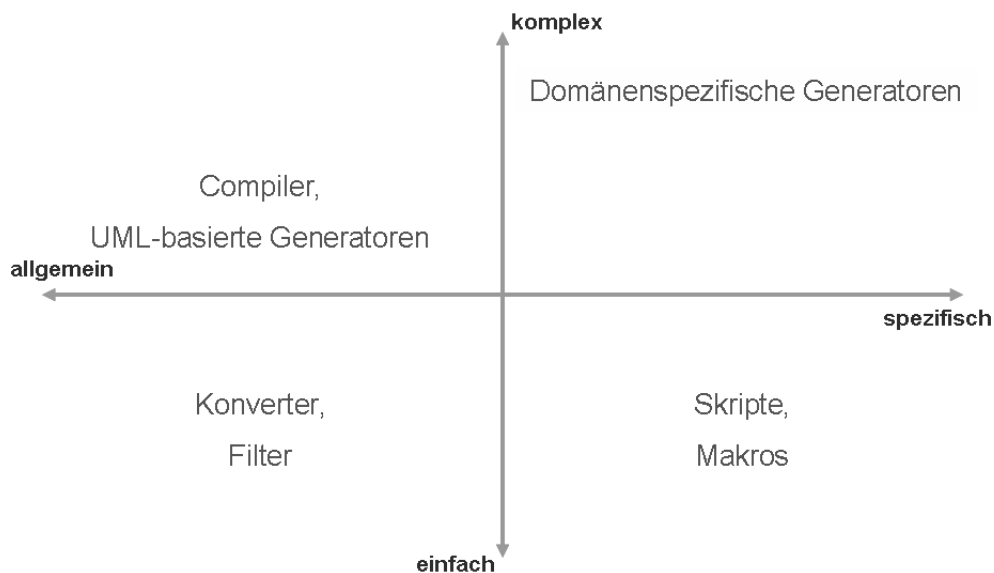 komplex
Domänenspezifische Generatoren
Compiler,
UML-basierte Generatoren
allgemein
spezifisch
Konverter,
Filter
Skripte,
Makros
einfach